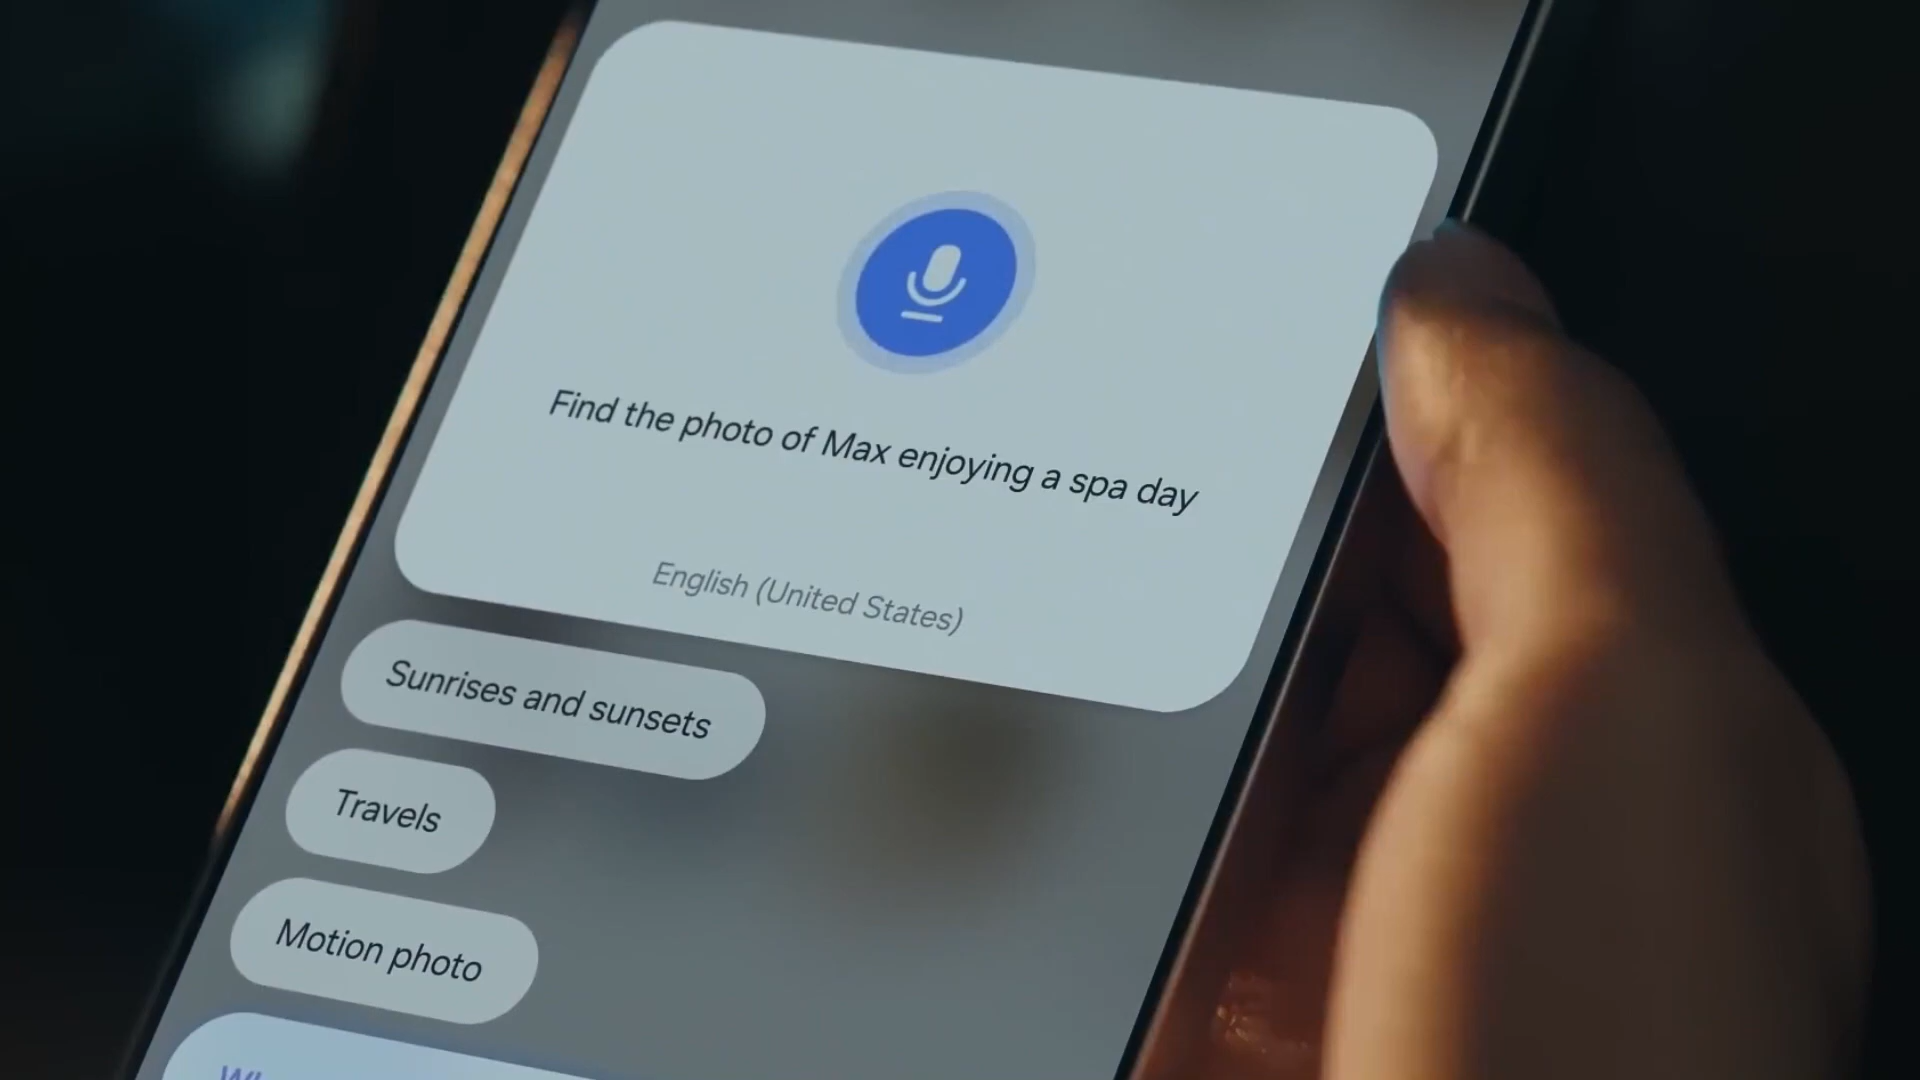 Find the photo of Max enjoying a spa day
English (United States)
Sunrises and sunsets
Travels
Motion photo